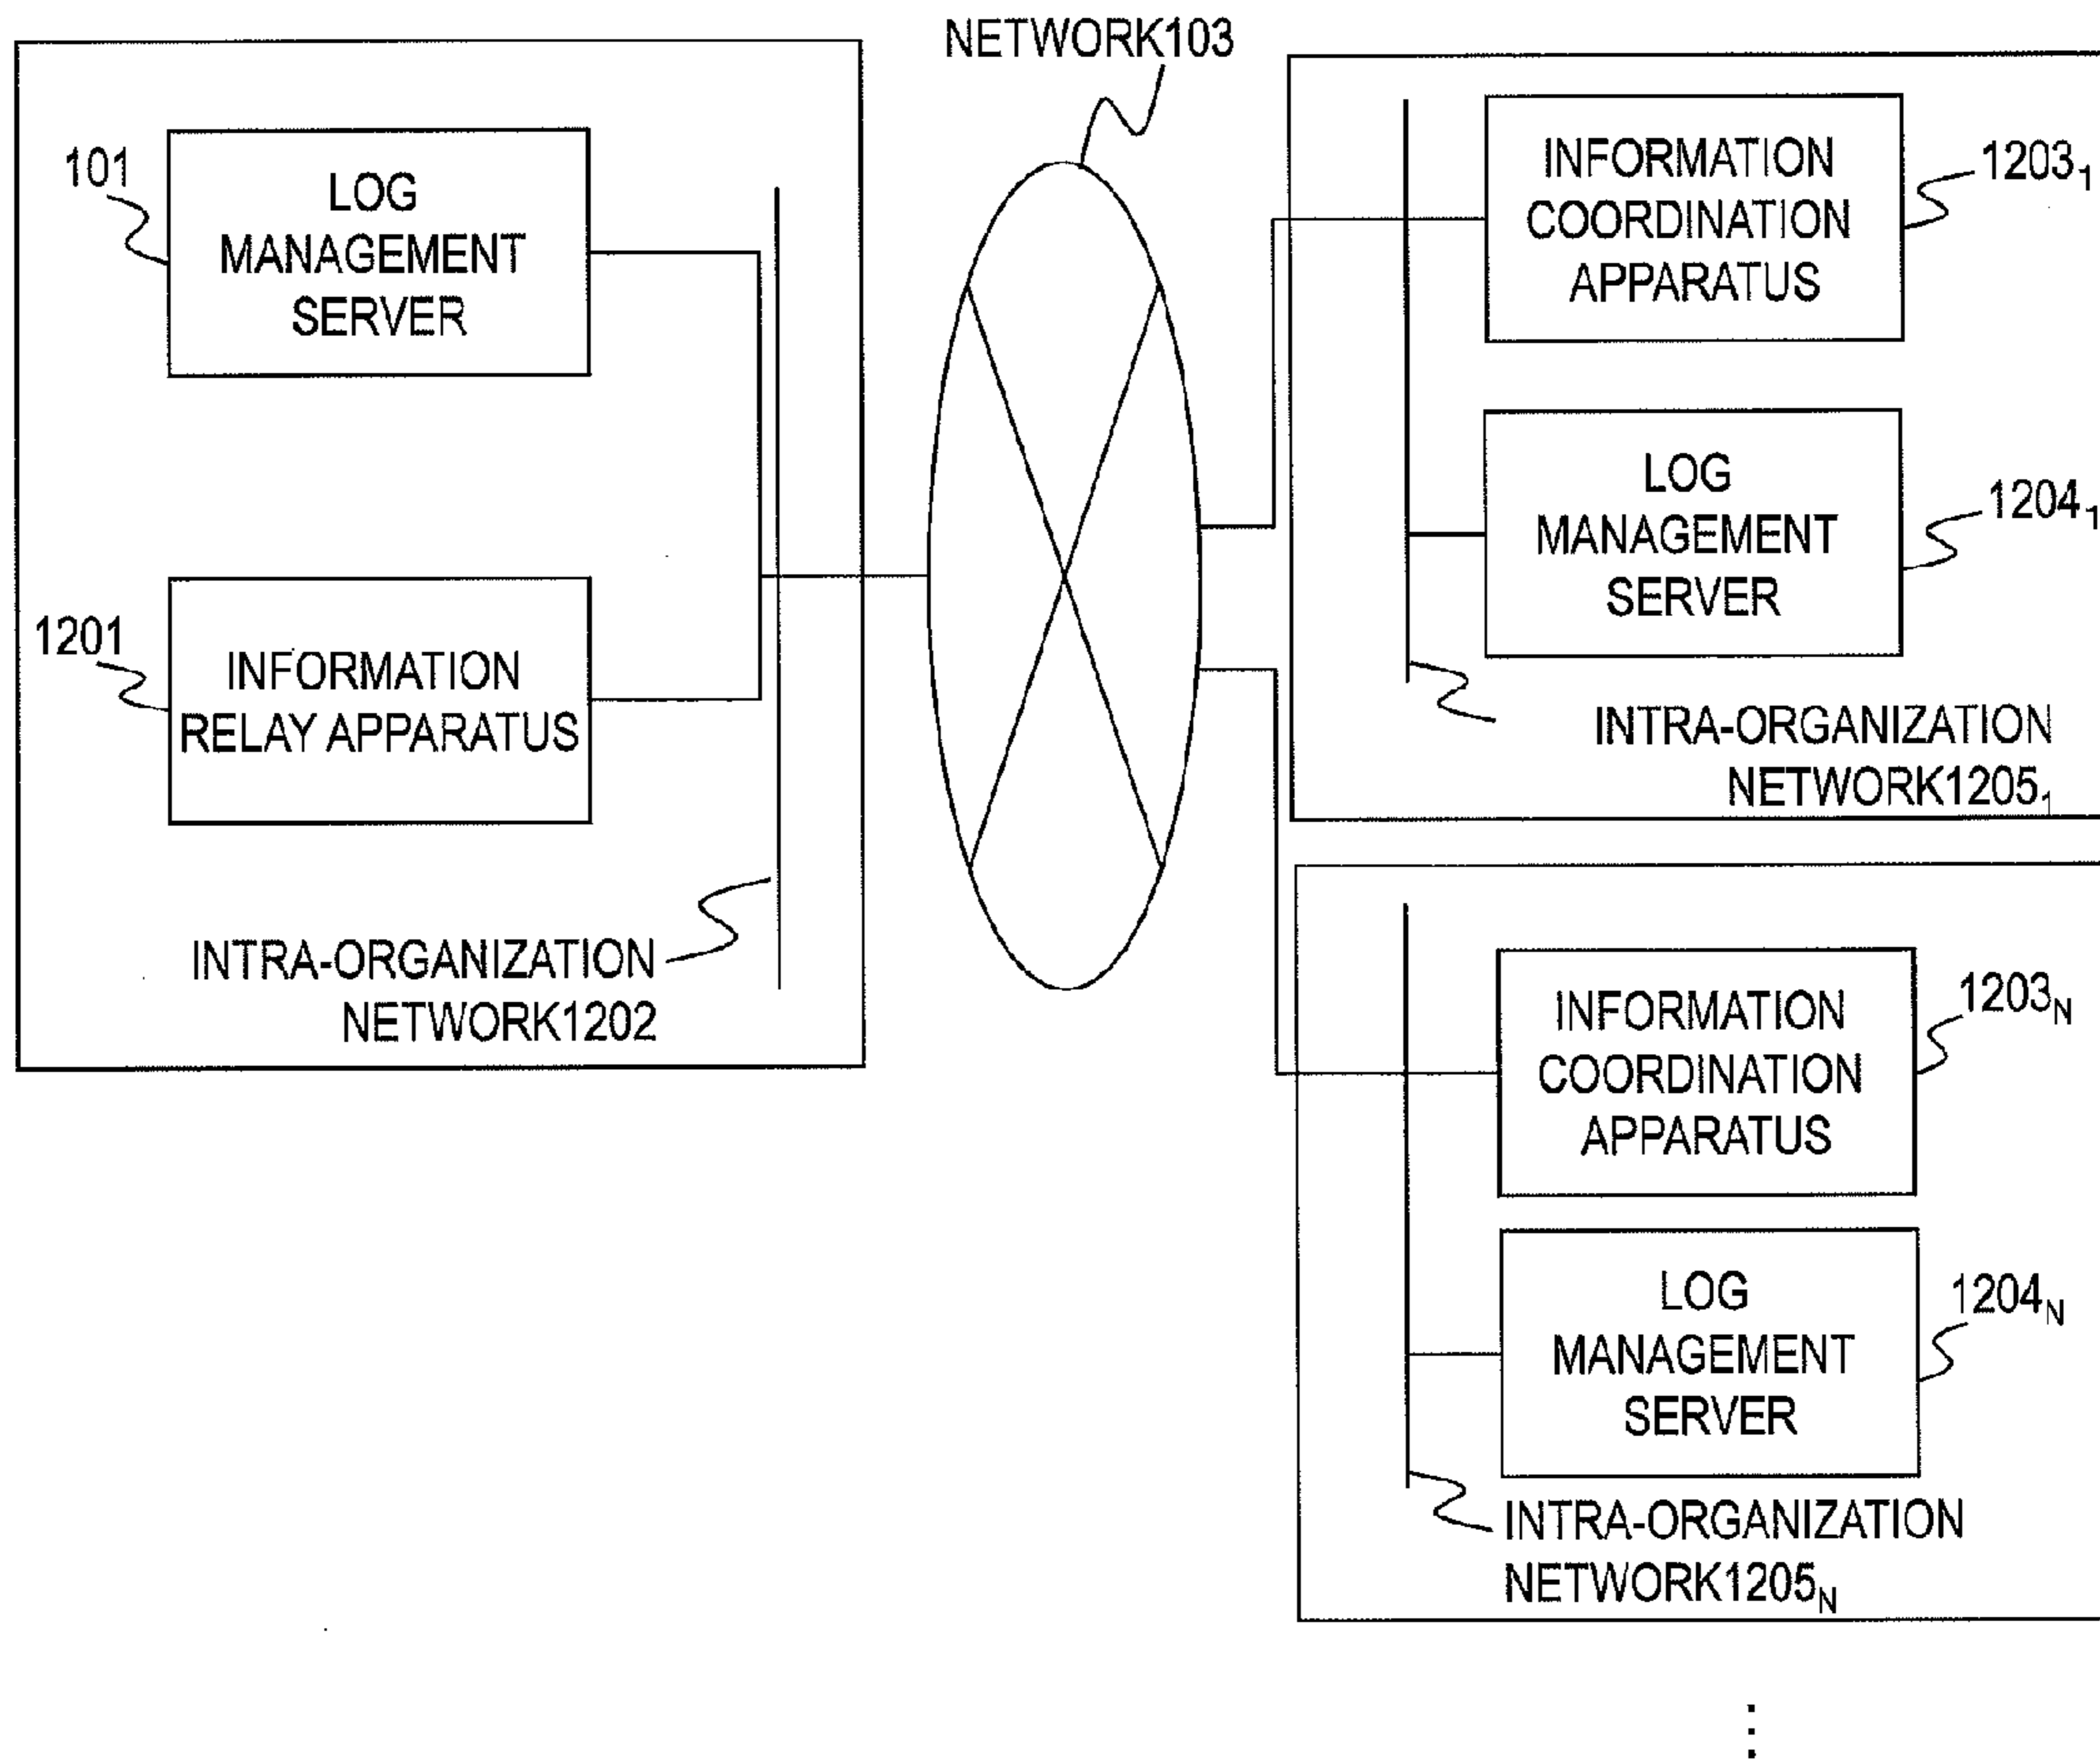 NETWORK103
101
LOG
MANAGEMENT
SERVER
1201
INFORMATION
RELAY APPARATUS
INTRA-ORGANIZATION
NETWORK1202
INFORMATION
COORDINATION
APPARATUS
1203₁
LOG
MANAGEMENT
SERVER
1204₁
INTRA-ORGANIZATION
NETWORK1205₁
INFORMATION
COORDINATION
APPARATUS
1203N
LOG
MANAGEMENT
SERVER
1204N
INTRA-ORGANIZATION
NETWORK1205N
⋮